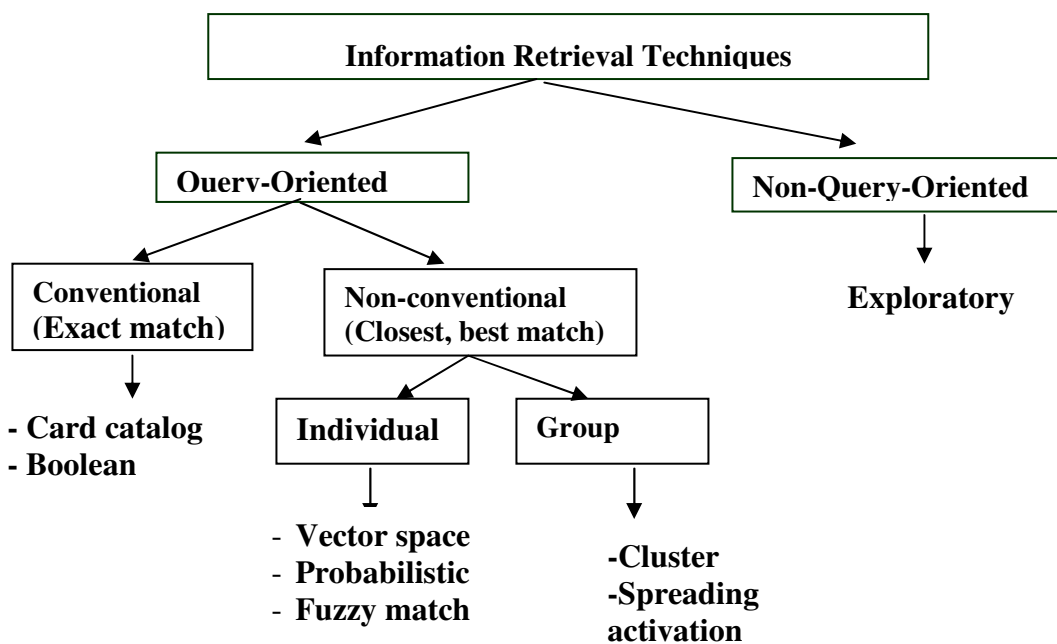 Information Retrieval Techniques
Query-Oriented
Non-Query-Oriented
Conventional
(Exact match)
Non-conventional
(Closest, best match)
Exploratory
- Card catalog
- Boolean
Individual
Group
- Vector space
- Probabilistic
- Fuzzy match
-Cluster
-Spreading
activation